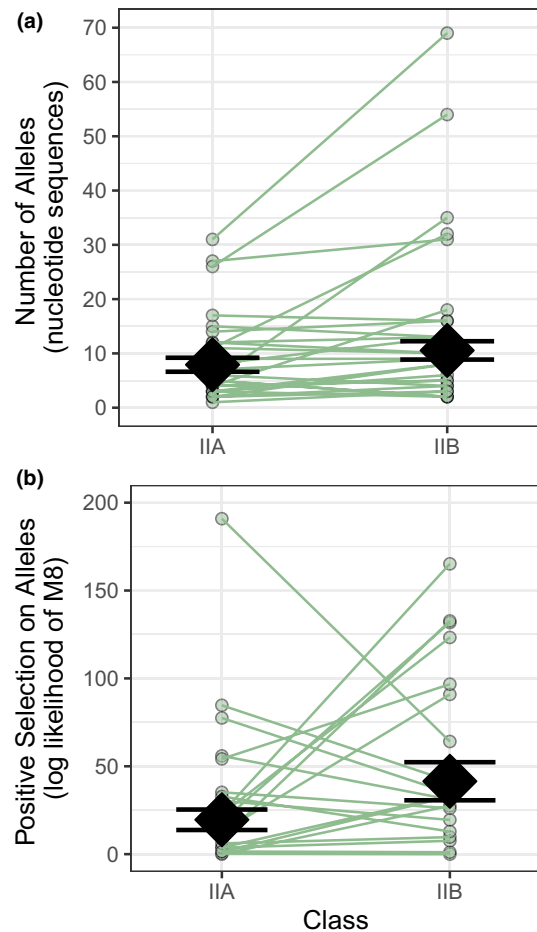 (a)
Number of Alleles
(nucleotide sequences)
70
60
50
40
30
20
10
0
IIA
IIB
(b)
Positive Selection on Alleles
(log likelihood of M8)
200
150
100
50
0
IIA
IIB
Class